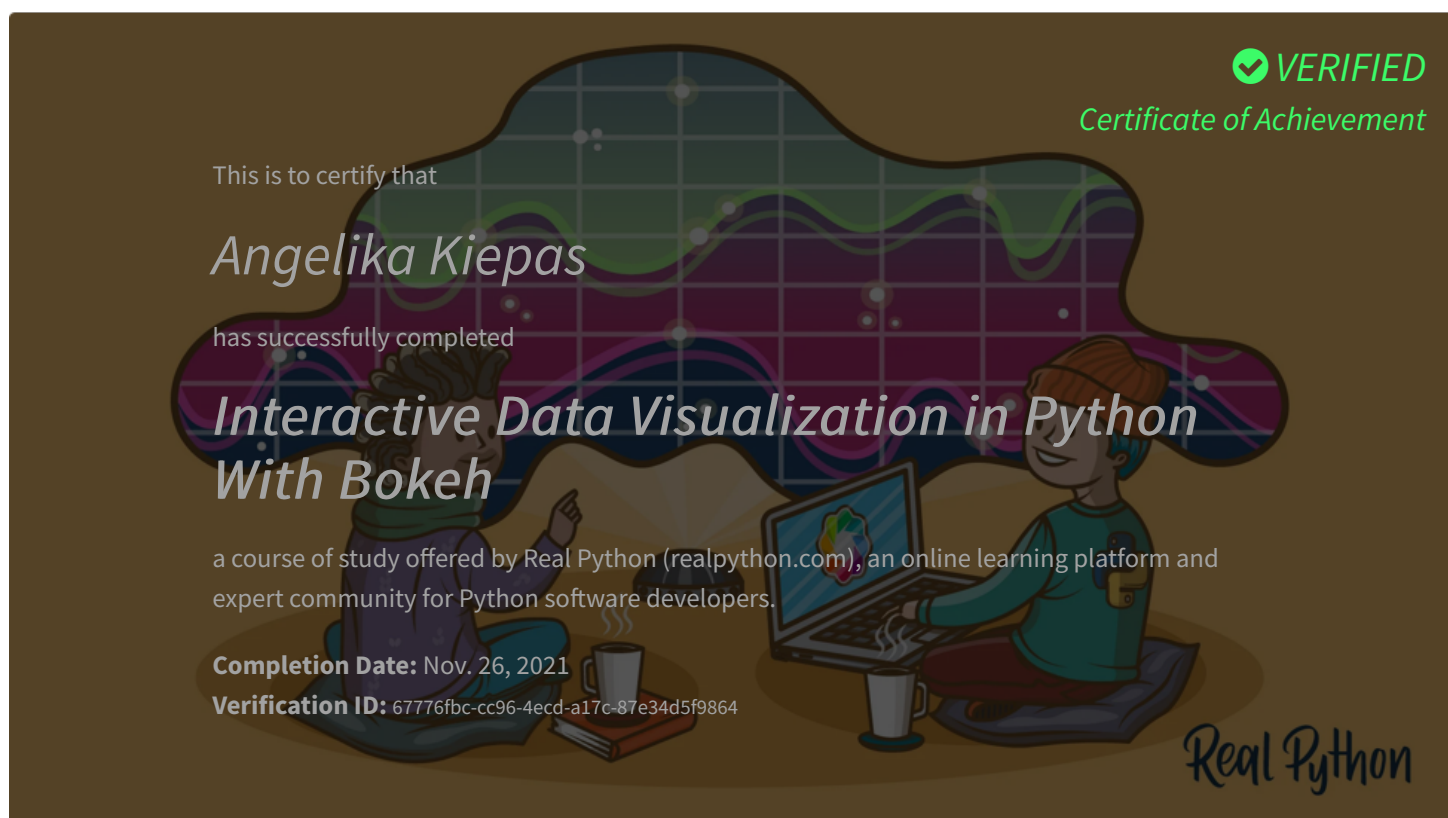 VERIFIED
Certificate of Achievement
This is to certify that
Angelika Kiepas
has successfully completed
Interactive Data Visualization in Python
With Bokeh
a course of study offered by Real Python (realpython.com), an online learning platform and
expert community for Python software developers.
Completion Date: Nov. 26, 2021
Verification ID: 67776fbc-cc96-4ecd-a17c-87e34d5f9864
Real Python